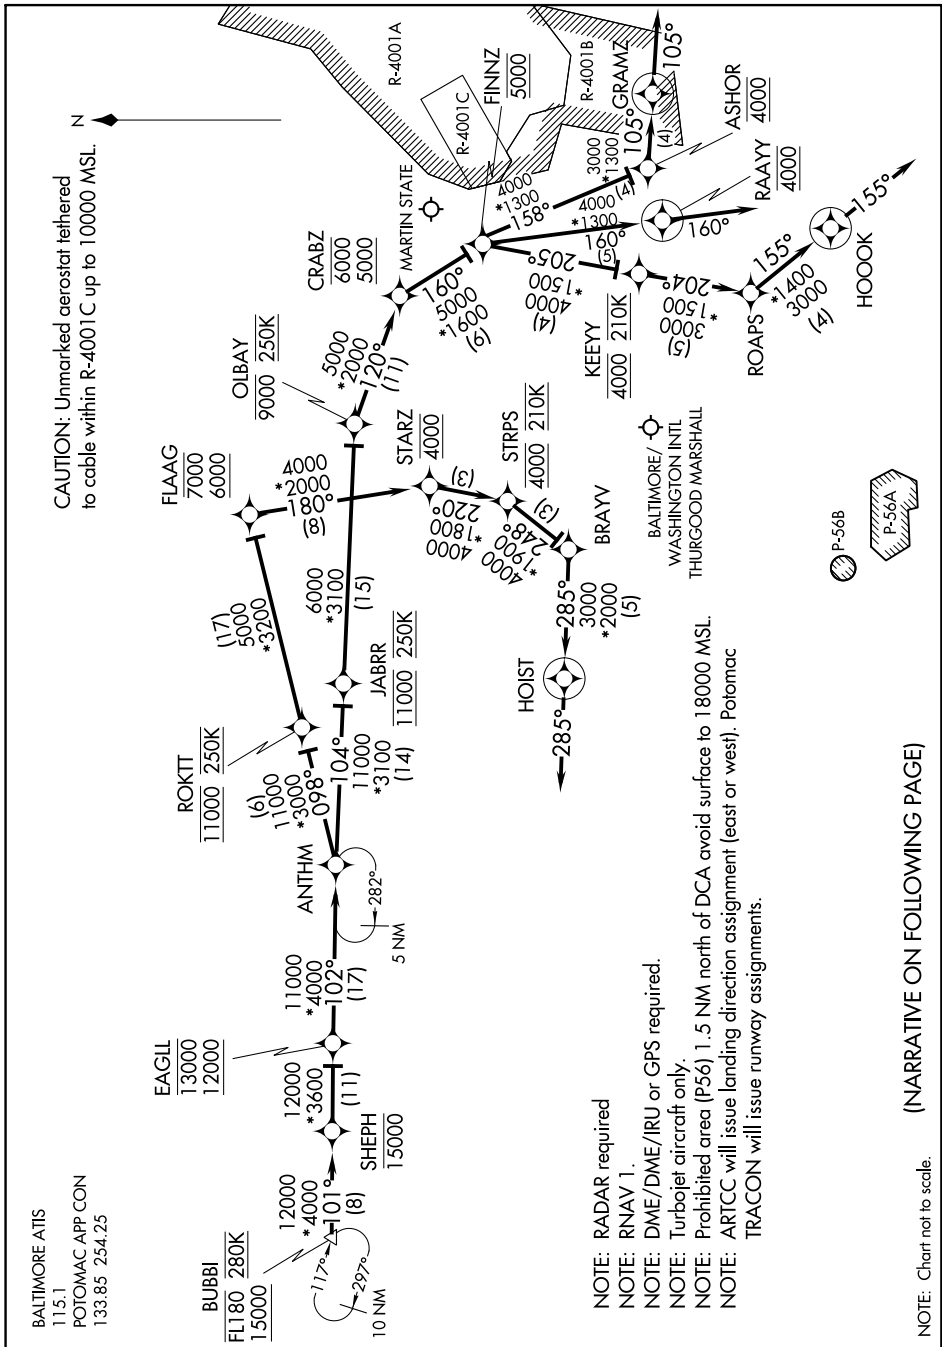 BALTIMORE ATIS
115.1
POTOMAC APP CON
133.85 254.25
CAUTION: Unmarked aerostat tethered
to cable within R-4001C up to 10000 MSL.
N
BUBBI
FL180 280K
15000
117°
297°
10 NM
12000
*4000
101°
(8)
SHEPH
15000
12000
*3600
(11)
EAGLL
13000
12000
11000
*4000
102°
(17)
ANTHM
282°
5 NM
(6)
11000
*3000
098°
ROKTT
11000 250K
104°
11000
*3100
(14)
JABRR
11000 250K
(17)
5000
*3200
FLAAG
7000
6000
4000
*2000
180°
(8)
6000
*3100
(15)
OLBAY
9000 250K
5000
*2000
120°
(11)
CRABZ
6000
5000
MARTIN STATE
160°
5000
*1600
(9)
FINNZ
5000
R-4001A
R-4001C
R-4001B
4000
*1300
158°
(4)
3000
*1300
105°
(4)
GRAMZ
105°
ASHOR
4000
4000
*1300
160°
(5)
RAAYY
4000
160°
205°
*1500
4000
(4)
KEEYY
4000 210K
204°
*1500
3000
(5)
ROAPS
155°
*1400
3000
(4)
HOOOK
155°
STARZ
4000
(3)
220°
*1800
4000
STRPS
4000 210K
(3)
248°
*1900
4000
BRAYV
285°
3000
*2000
(5)
HOIST
285°
BALTIMORE/
WASHINGTON INTL
THURGOOD MARSHALL
P-56B
P-56A
NOTE: RADAR required
NOTE: RNAV 1.
NOTE: DME/DME/IRU or GPS required.
NOTE: Turbojet aircraft only.
NOTE: Prohibited area (P56) 1.5 NM north of DCA avoid surface to 18000 MSL.
NOTE: ARTCC will issue landing direction assignment (east or west). Potomac
TRACON will issue runway assignments.
(NARRATIVE ON FOLLOWING PAGE)
NOTE: Chart not to scale.